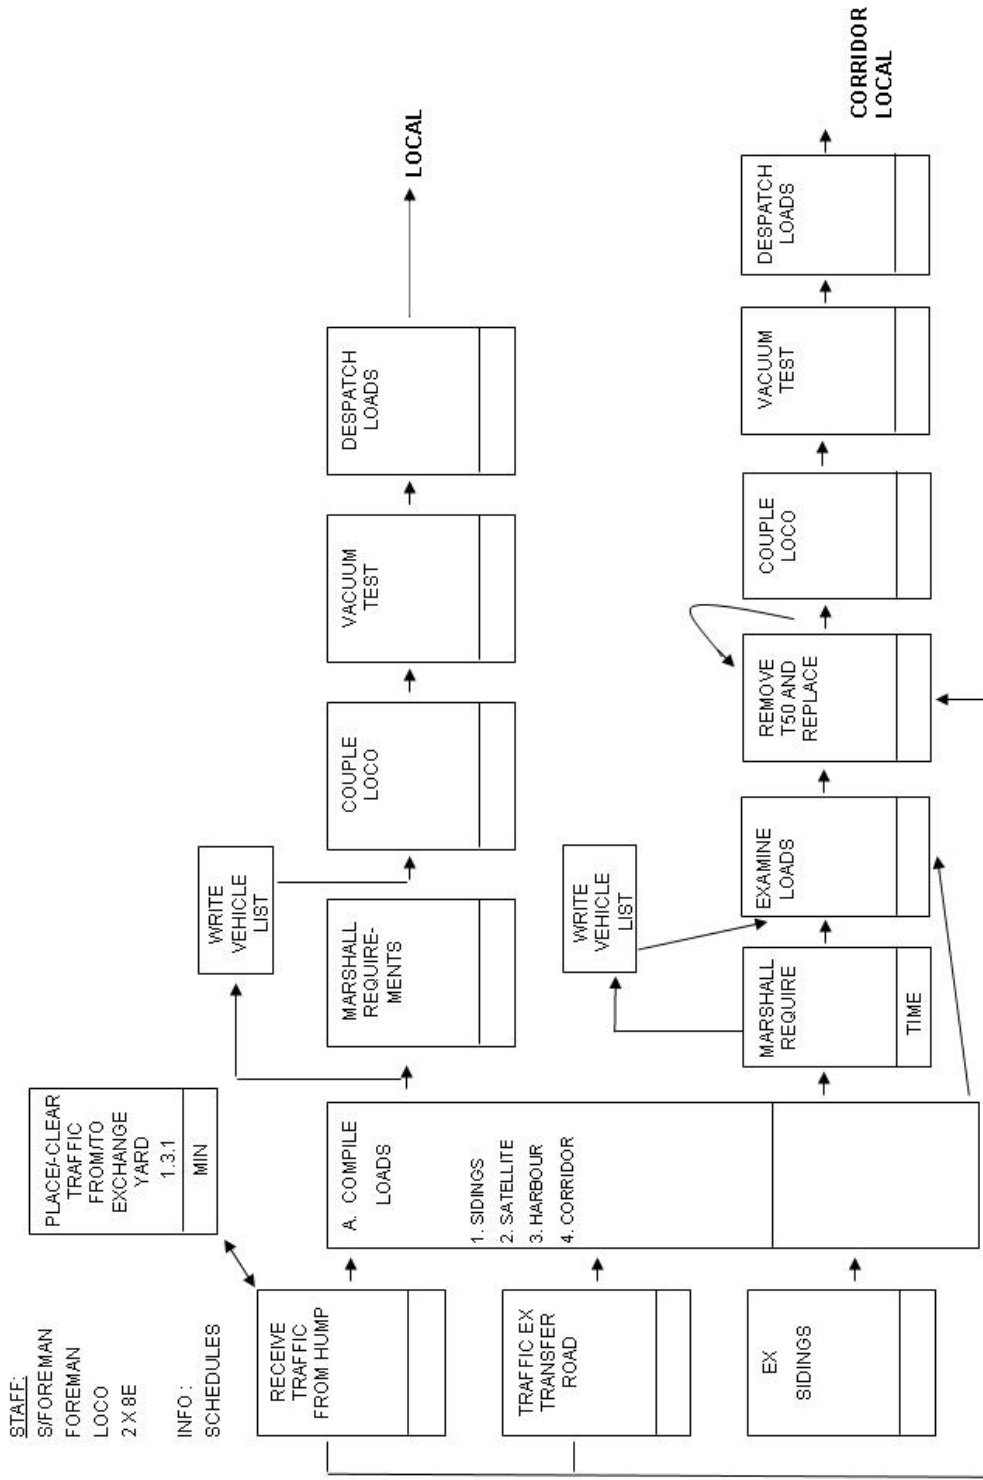 STAFF:
S/FOREMAN
FOREMAN
LOCO
2 X 8E
INFO :
SCHEDULES
PLACE/-CLEAR
TRAFFIC
FROM/TO
EXCHANGE
YARD
1.3.1
MIN
RECEIVE
TRAFFIC
FROM HUMP
TRAFFIC EX
TRANSFER
ROAD
EX
SIDINGS
A. COMPILE
LOADS
1. SIDINGS
2. SATELLITE
3. HARBOUR
4. CORRIDOR
WRITE
VEHICLE
LIST
MARSHALL
REQUIRE-
MENTS
COUPLE
LOCO
VACUUM
TEST
DESPATCH
LOADS
LOCAL
WRITE
VEHICLE
LIST
MARSHALL
REQUIRE
TIME
EXAMINE
LOADS
REMOVE
T50 AND
REPLACE
COUPLE
LOCO
VACUUM
TEST
DESPATCH
LOADS
CORRIDOR
LOCAL